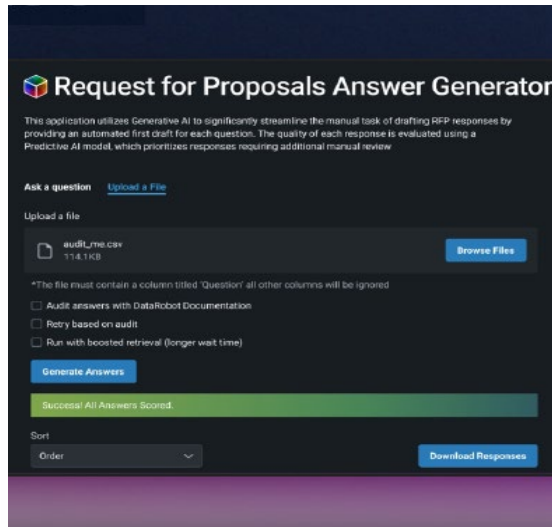 Request for Proposals Answer Generator
This application utilizes Generative AI to significantly streamline the manual task of drafting RFP responses by
providing an automated first draft for each question. The quality of each response is evaluated using a
Predictive AI model, which prioritizes responses requiring additional manual review
Ask a question Upload a File
Upload a file
audit_me.csv
114.1KB
Browse Files
*The file must contain a column titled 'Question' all other columns will be ignored
Audit answers with DataRobot Documentation
Retry based on audit
Run with boosted retrieval (longer wait time)
Generate Answers
Success! All Answers Scored.
Sort
Order
Download Responses